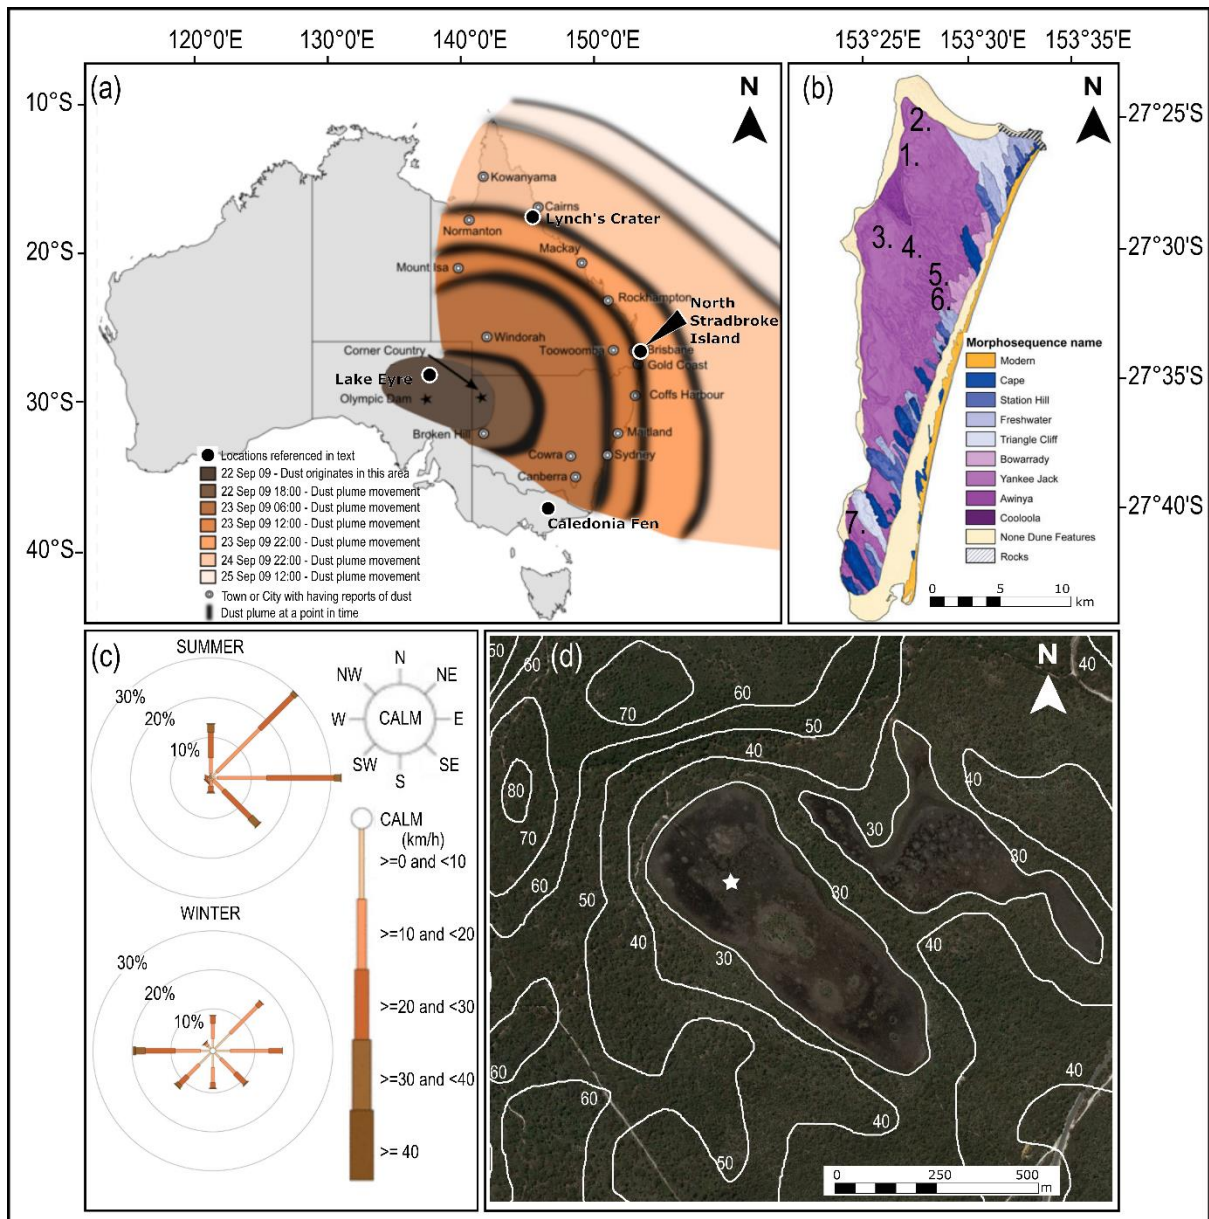 120°0'E 130°0'E 140°0'E 150°0'E 153°25'E 153°30'E 153°35'E
(a)
N
10°S
20°S
30°S
40°S
Kowanyama
Cairns
Lynch's Crater
Normanton
Mackay
Mount Isa
Rockhampton
North
Stradbroke
Island
Windorah
Toowoomba
Brisbane
Corner Country
Gold Coast
Lake Eyre
Olympic Dam
Coffs Harbour
Broken Hill
Maitland
Cowra
Sydney
Canberra
Caledonia Fen
Locations referenced in text
22 Sep 09 - Dust originates in this area
22 Sep 09 18:00 - Dust plume movement
23 Sep 09 06:00 - Dust plume movement
23 Sep 09 12:00 - Dust plume movement
23 Sep 09 22:00 - Dust plume movement
24 Sep 09 22:00 - Dust plume movement
25 Sep 09 12:00 - Dust plume movement
Town or City with having reports of dust
Dust plume at a point in time
(b)
N
27°25'S
27°30'S
27°35'S
27°40'S
2.
1.
3.
4.
5.
6.
7.
Morphosequence name
Modern
Cape
Station Hill
Freshwater
Triangle Cliff
Bowarrady
Yankee Jack
Awinya
Cooloola
None Dune Features
Rocks
0 5 10
km
(c)
SUMMER
30%
20%
10%
N
NW NE
W CALM E
SW SE
S
CALM
(km/h)
>=0 and <10
>=10 and <20
>=20 and <30
>=30 and <40
>= 40
WINTER
30%
20%
10%
(d)
N
50
50
60
70
60
50
40
40
80
70
60
50
40
30
30
30
30
40
40
60
60
50
40
40
0 250 500
m